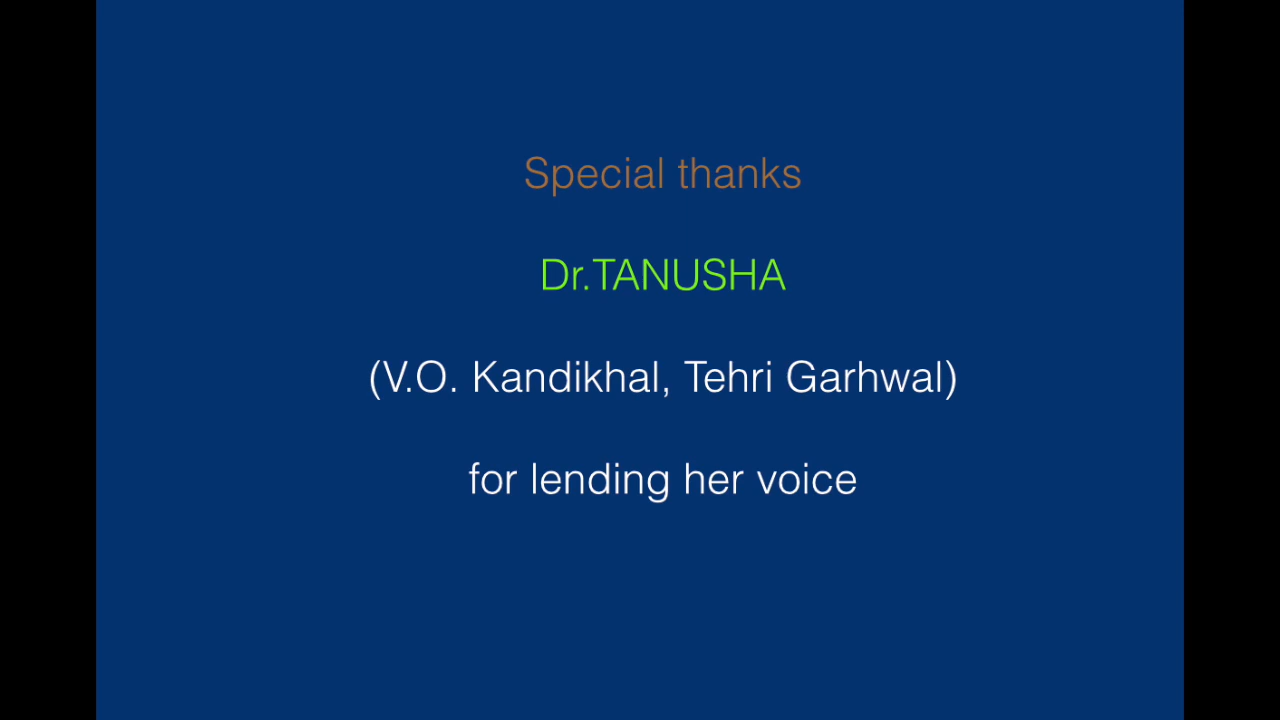 Special thanks
Dr.TANUSHA
(V.O. Kandikhal, Tehri Garhwal)
for lending her voice